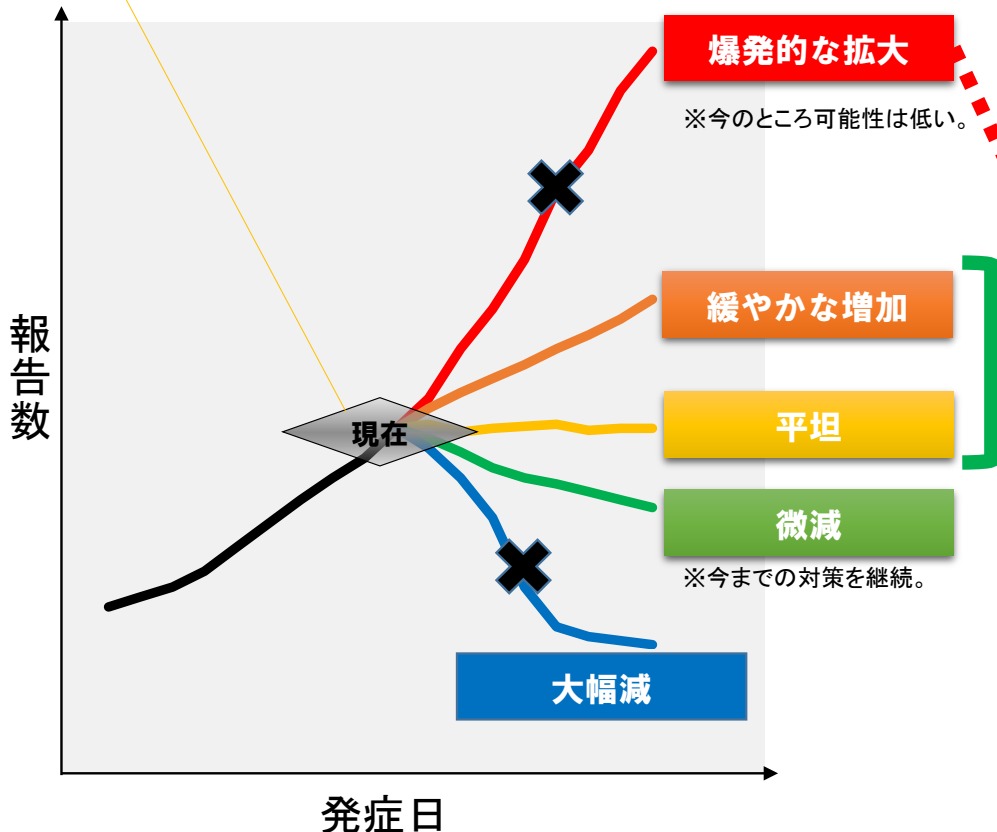 爆発的な拡大
※今のところ可能性は低い。
緩やかな増加
報告数
現在
平坦
微減
※今までの対策を継続。
大幅減
発症日